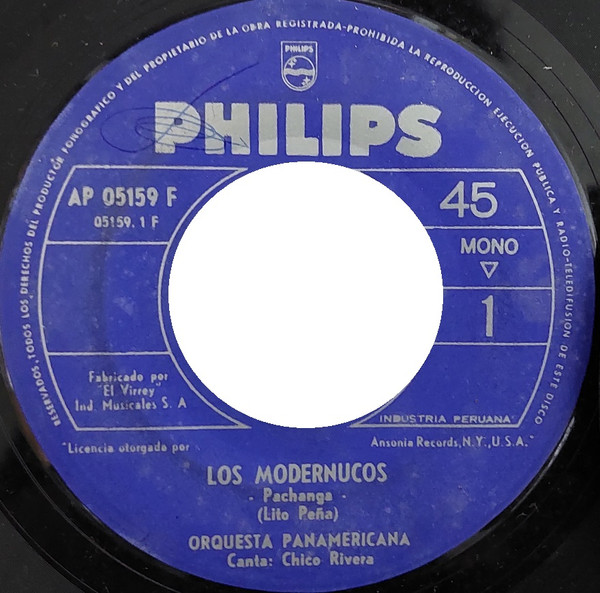 RESERVADOS, TODOS LOS DERECHOS DEL PRODUCTOR FONOGRAFICO Y DEL PROPIETARIO DE LA OBRA REGISTRADA-PROHIBIDA LA REPRODUCCION EJECUCION PUBLICA Y RADIO-TELEDIFUSION DE ESTE DISCO
PHILIPS
PHILIPS
AP 05159 F
05159.1 F
45
MONO
1
Fabricado por
"El Virrey"
Ind. Musicales S. A
INDUSTRIA PERUANA
"Licencia otorgada por
Ansonia Records, N.Y., U.S.A."
LOS MODERNUCOS
- Pachanga -
(Lito Peña)
ORQUESTA PANAMERICANA
Canta: Chico Rivera